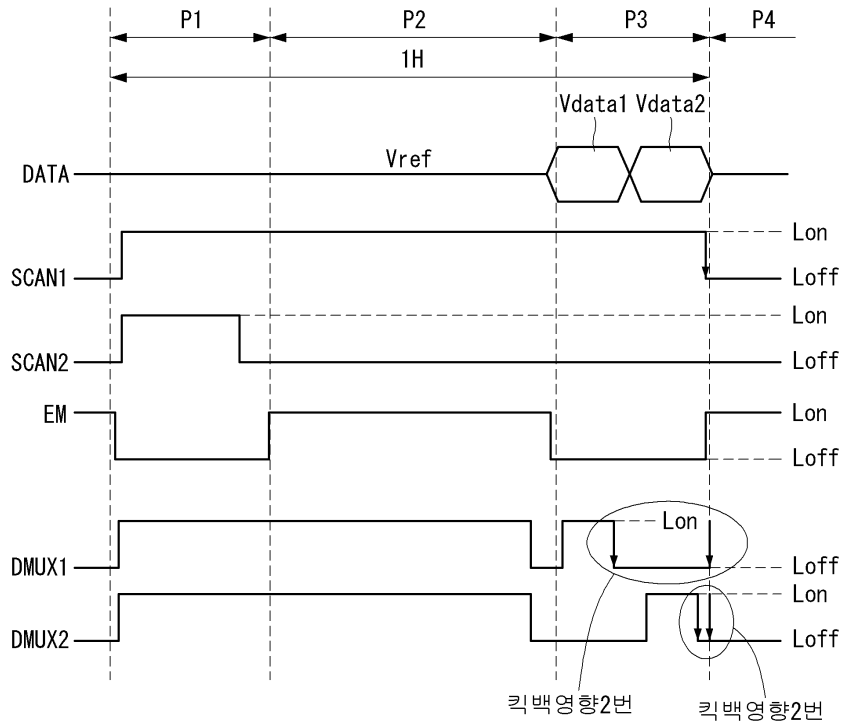 P1 P2 P3 P4
1H
Vdata1 Vdata2
DATA Vref
Lon
SCAN1 Loff
Lon
SCAN2 Loff
EM Lon
Loff
Lon
DMUX1 Loff
Lon
DMUX2 Loff
킥백영향2번 킥백영향2번